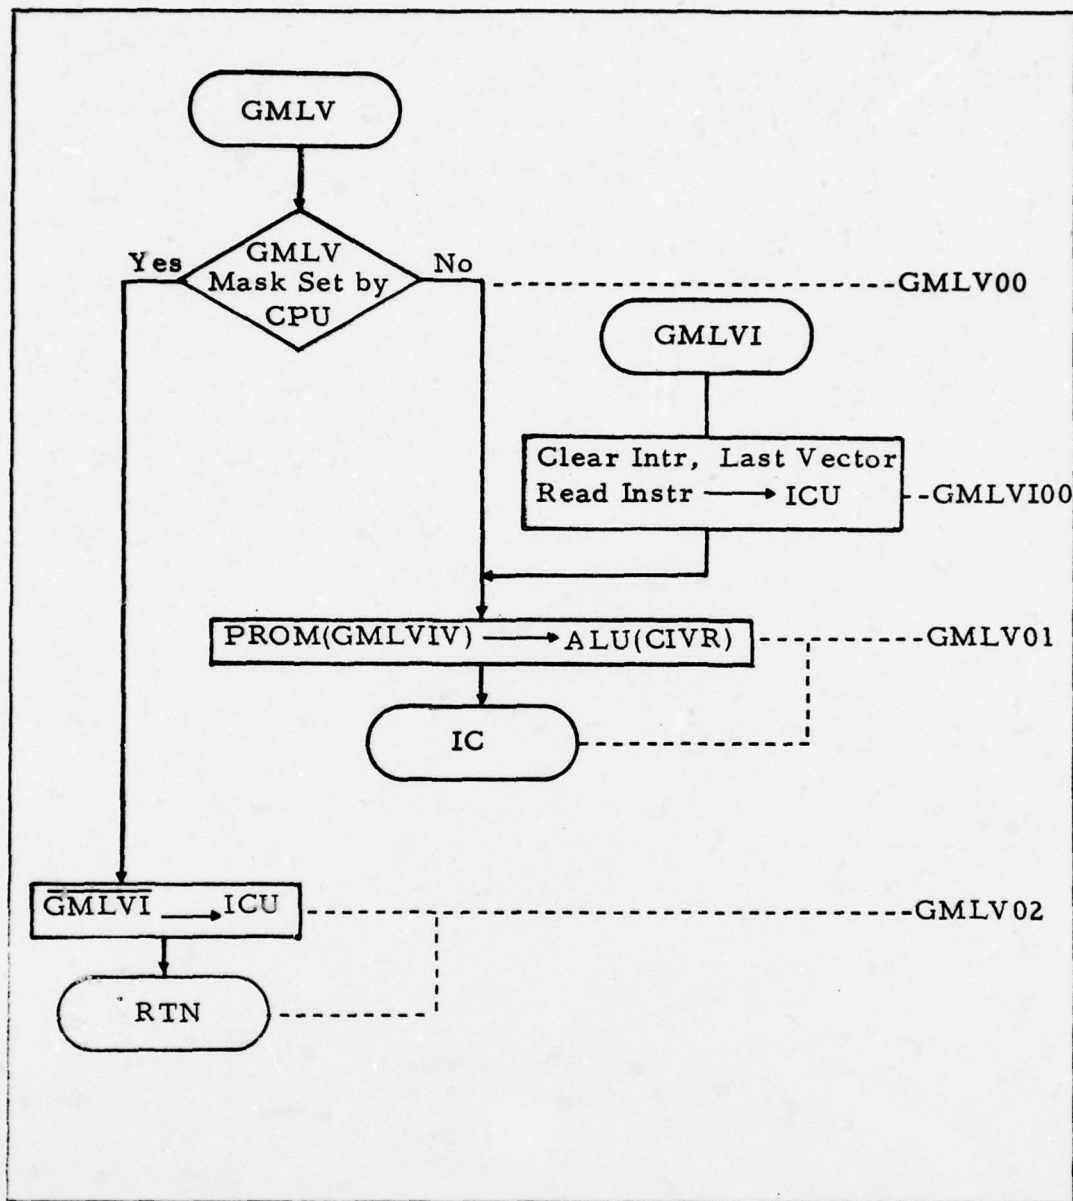 GMLV
GMLV
Mask Set by
CPU
Yes
No
GMLV00
GMLVI
Clear Intr, Last Vector
Read Instr → ICU
GMLVI00
PROM(GMLVIV) → ALU(CIVR)
GMLV01
IC
G̅M̅L̅V̅I̅ → ICU
GMLV02
RTN